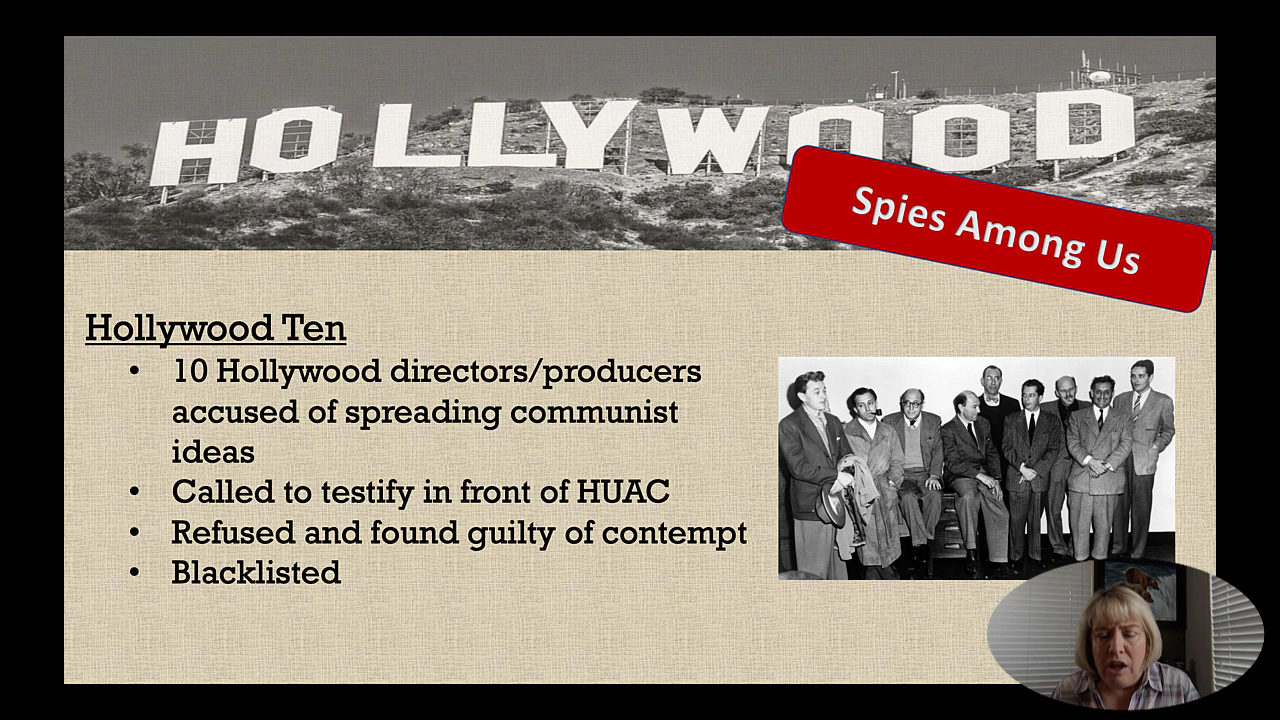 HOLLYWOOD
Spies Among Us
Hollywood Ten
• 10 Hollywood directors/producers
accused of spreading communist
ideas
• Called to testify in front of HUAC
• Refused and found guilty of contempt
• Blacklisted